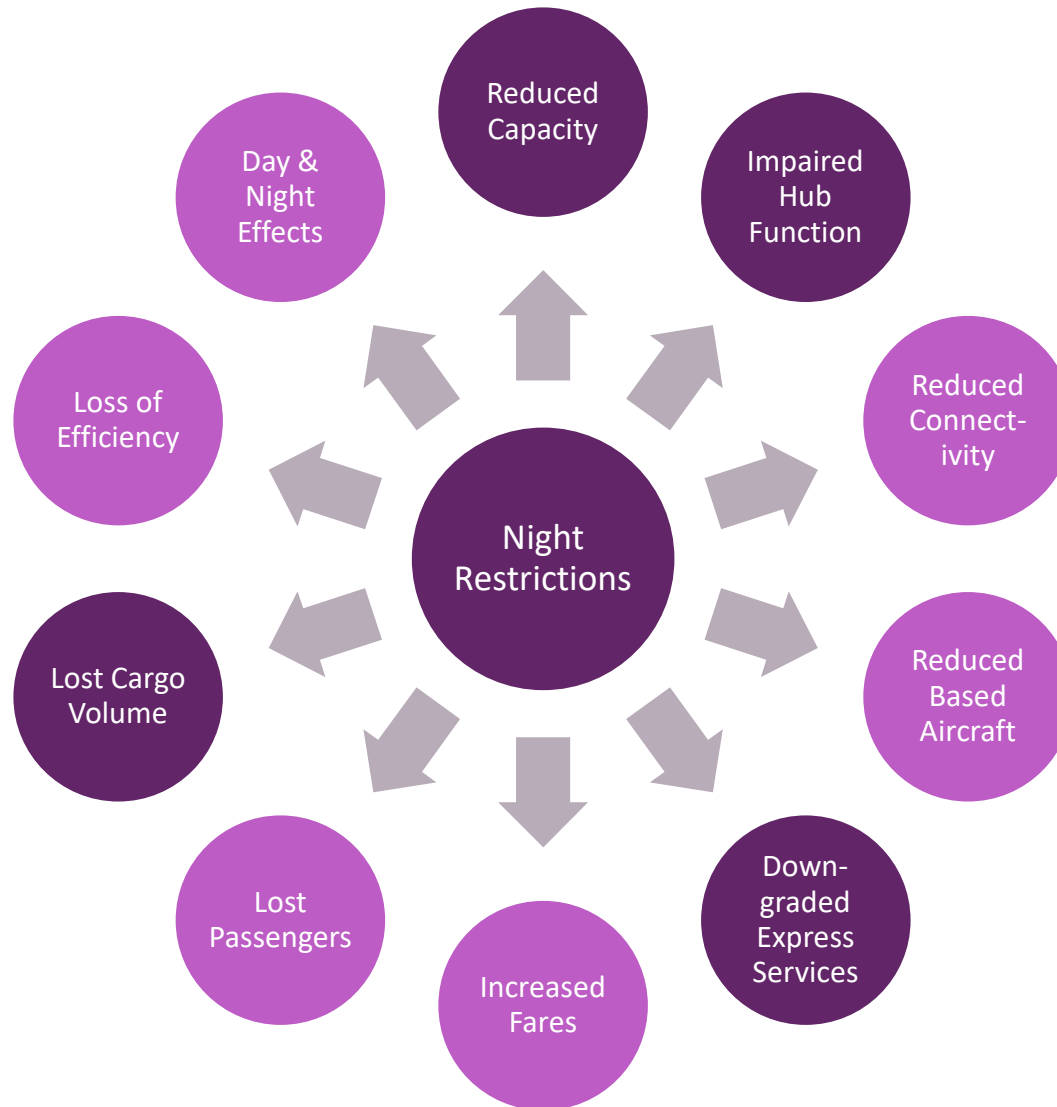 Reduced
Capacity
Impaired
Hub
Function
Reduced
Connect-
ivity
Reduced
Based
Aircraft
Down-
graded
Express
Services
Increased
Fares
Lost
Passengers
Lost Cargo
Volume
Loss of
Efficiency
Day &
Night
Effects
Night
Restrictions